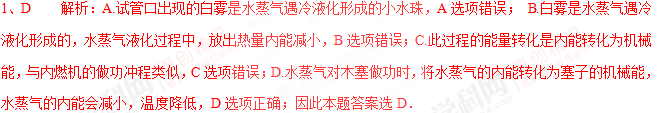 1、D 解析：A.试管口出现的白雾是水蒸气遇冷液化形成的小水珠，A 选项错误； B.白雾是水蒸气遇冷
液化形成的，水蒸气液化过程中，放出热量内能减小，B 选项错误；C.此过程的能量转化是内能转化为机械
能，与内燃机的做功冲程类似，C 选项错误；D.水蒸气对木塞做功时，将水蒸气的内能转化为塞子的机械能，
水蒸气的内能会减小，温度降低，D 选项正确；因此本题答案选 D．